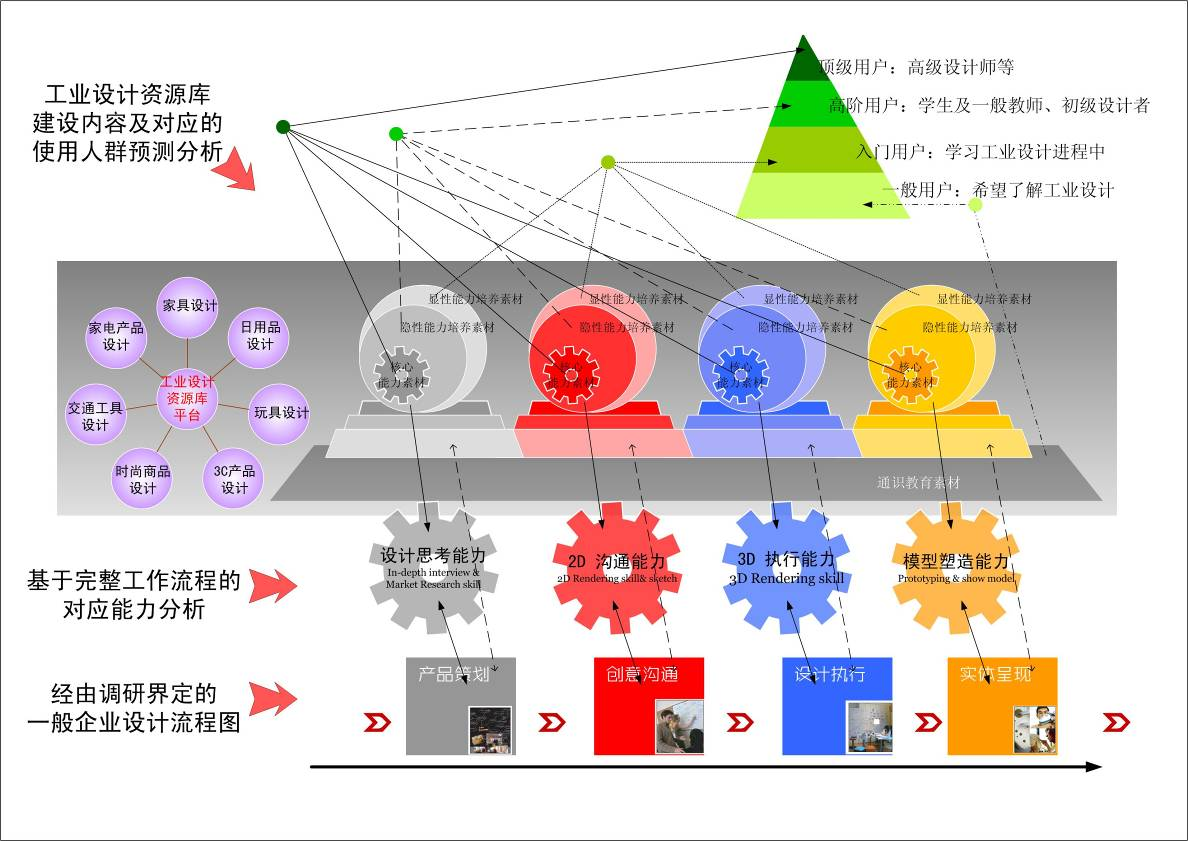 工业设计资源库
建设内容及对应的
使用人群预测分析
顶级用户：高级设计师等
高阶用户：学生及一般教师、初级设计者
入门用户：学习工业设计进程中
一般用户：希望了解工业设计
家具设计
家电产品
设计
日用品
设计
工业设计
资源库
平台
交通工具
设计
玩具设计
时尚商品
设计
3C产品
设计
显性能力培养素材
隐性能力培养素材
核心
能力素材
显性能力培养素材
隐性能力培养素材
核心
能力素材
显性能力培养素材
隐性能力培养素材
核心
能力素材
显性能力培养素材
隐性能力培养素材
核心
能力素材
通识教育素材
基于完整工作流程的
对应能力分析
设计思考能力
In-depth interview &
Market Research skill
2D 沟通能力
2D Rendering skill& sketch
3D 执行能力
3D Rendering skill
模型塑造能力
Prototyping & show model
经由调研界定的
一般企业设计流程图
产品策划
创意沟通
设计执行
实体呈现